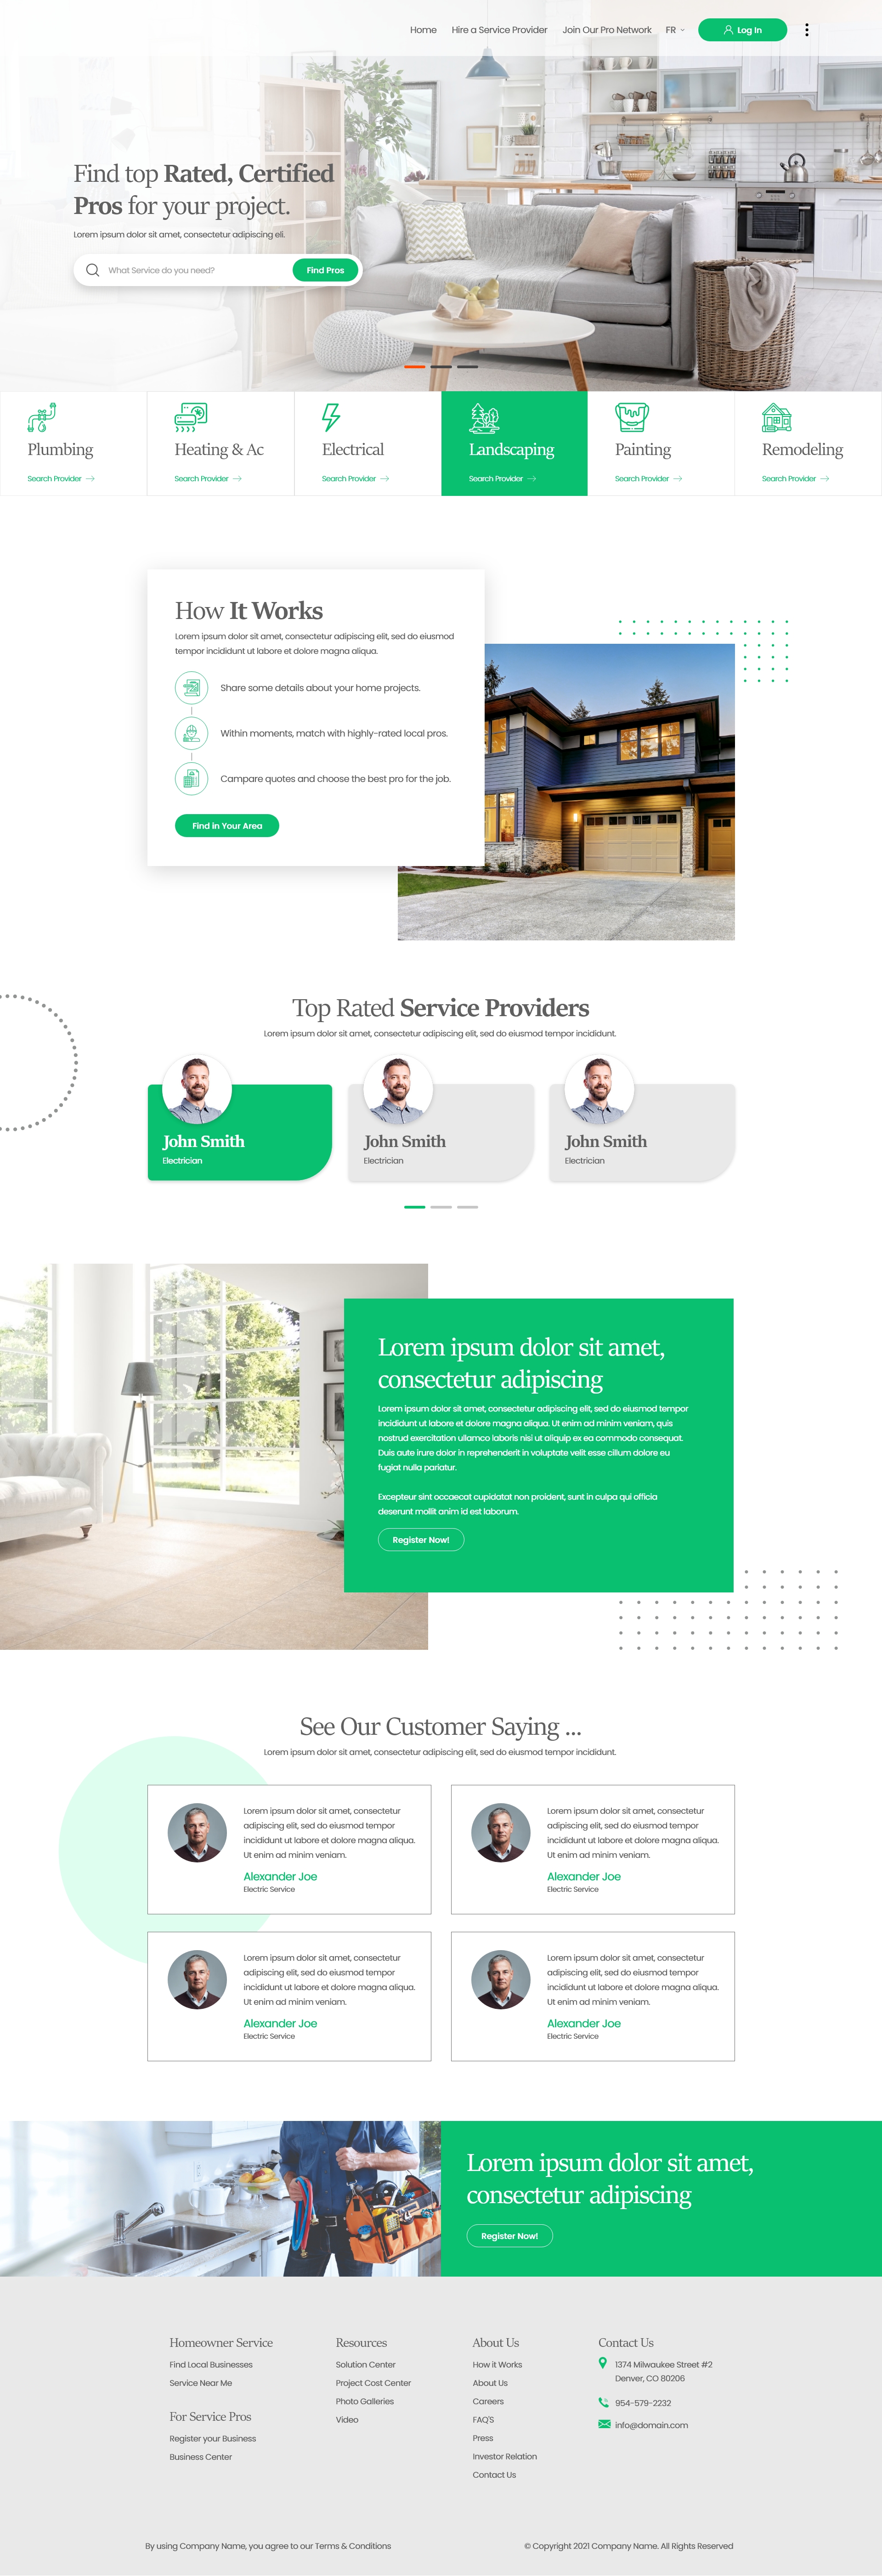 Home Hire a Service Provider Join Our Pro Network FR Log In
Find top Rated, Certified
Pros for your project.
Lorem ipsum dolor sit amet, consectetur adipiscing eli.
What Service do you need? Find Pros
Plumbing Heating & Ac Electrical Landscaping Painting Remodeling
Search Provider Search Provider Search Provider Search Provider Search Provider Search Provider
How It Works
Lorem ipsum dolor sit amet, consectetur adipiscing elit, sed do eiusmod
tempor incididunt ut labore et dolore magna aliqua.
Share some details about your home projects.
Within moments, match with highly-rated local pros.
Campare quotes and choose the best pro for the job.
Find in Your Area
Top Rated Service Providers
Lorem ipsum dolor sit amet, consectetur adipiscing elit, sed do eiusmod tempor incididunt.
John Smith John Smith John Smith
Electrician Electrician Electrician
Lorem ipsum dolor sit amet,
consectetur adipiscing
Lorem ipsum dolor sit amet, consectetur adipiscing elit, sed do eiusmod tempor
incididunt ut labore et dolore magna aliqua. Ut enim ad minim veniam, quis
nostrud exercitation ullamco laboris nisi ut aliquip ex ea commodo consequat.
Duis aute irure dolor in reprehenderit in voluptate velit esse cillum dolore eu
fugiat nulla pariatur.
Excepteur sint occaecat cupidatat non proident, sunt in culpa qui officia
deserunt mollit anim id est laborum.
Register Now!
See Our Customer Saying ...
Lorem ipsum dolor sit amet, consectetur adipiscing elit, sed do eiusmod tempor incididunt.
Lorem ipsum dolor sit amet, consectetur
adipiscing elit, sed do eiusmod tempor
incididunt ut labore et dolore magna aliqua.
Ut enim ad minim veniam.
Alexander Joe
Electric Service
Lorem ipsum dolor sit amet, consectetur
adipiscing elit, sed do eiusmod tempor
incididunt ut labore et dolore magna aliqua.
Ut enim ad minim veniam.
Alexander Joe
Electric Service
Lorem ipsum dolor sit amet, consectetur
adipiscing elit, sed do eiusmod tempor
incididunt ut labore et dolore magna aliqua.
Ut enim ad minim veniam.
Alexander Joe
Electric Service
Lorem ipsum dolor sit amet, consectetur
adipiscing elit, sed do eiusmod tempor
incididunt ut labore et dolore magna aliqua.
Ut enim ad minim veniam.
Alexander Joe
Electric Service
Lorem ipsum dolor sit amet,
consectetur adipiscing
Register Now!
Homeowner Service
Find Local Businesses
Service Near Me
For Service Pros
Register your Business
Business Center
Resources
Solution Center
Project Cost Center
Photo Galleries
Video
About Us
How it Works
About Us
Careers
FAQ'S
Press
Investor Relation
Contact Us
Contact Us
1374 Milwaukee Street #2
Denver, CO 80206
954-579-2232
info@domain.com
By using Company Name, you agree to our Terms & Conditions
© Copyright 2021 Company Name. All Rights Reserved